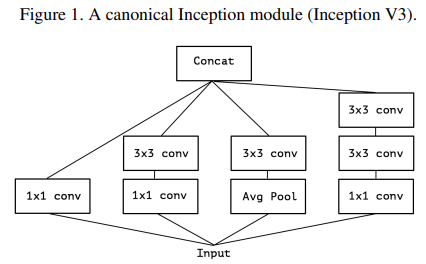 Figure 1. A canonical Inception module (Inception V3).
Concat
3x3 conv
3x3 conv 3x3 conv 3x3 conv
1x1 conv 1x1 conv Avg Pool 1x1 conv
Input